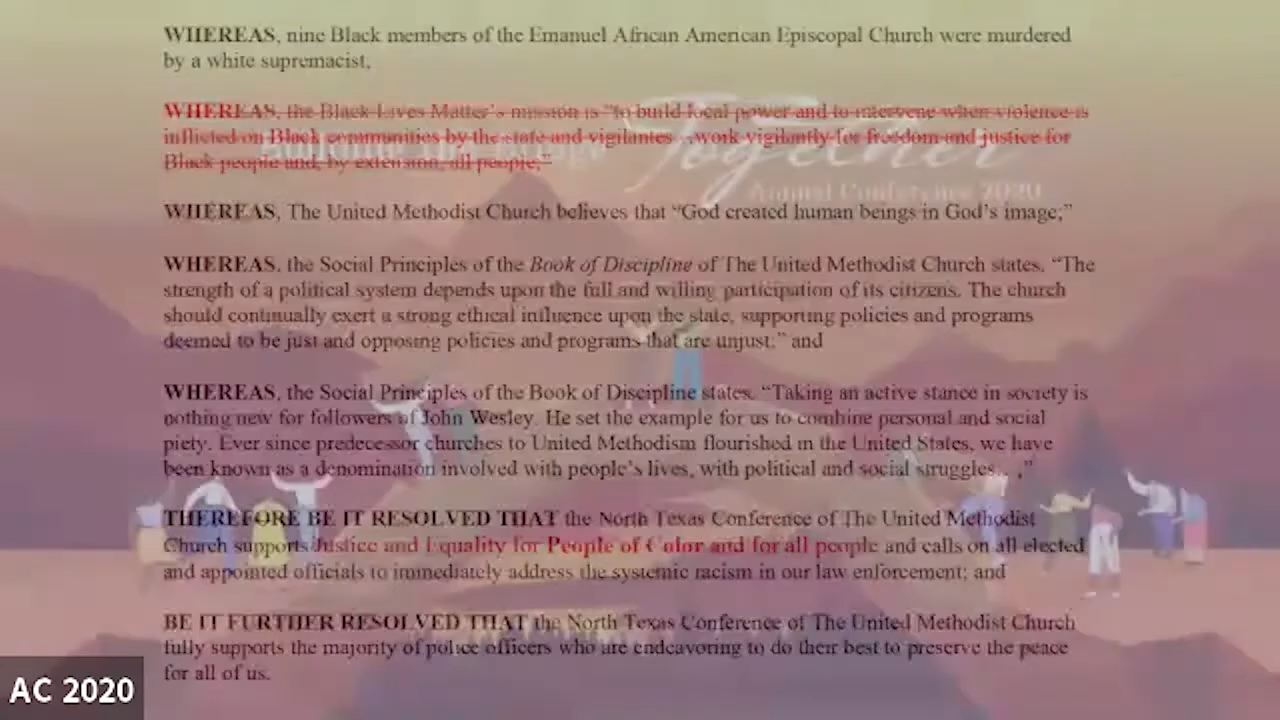 WHEREAS, nine Black members of the Emanuel African American Episcopal Church were murdered
by a white supremacist,
WHEREAS, the Black Lives Matter's mission is "to build local power and to intervene when violence is
inflicted on Black communities by the state and vigilantes...work vigilantly for freedom and justice for
Black people and, by extension, all people,"
Together
Annual Conference 2020
WHEREAS, The United Methodist Church believes that "God created human beings in God's image;"
WHEREAS, the Social Principles of the Book of Discipline of The United Methodist Church states, "The
strength of a political system depends upon the full and willing participation of its citizens. The church
should continually exert a strong ethical influence upon the state, supporting policies and programs
deemed to be just and opposing policies and programs that are unjust;" and
WHEREAS, the Social Principles of the Book of Discipline states, "Taking an active stance in society is
nothing new for followers of John Wesley. He set the example for us to combine personal and social
piety. Ever since predecessor churches to United Methodism flourished in the United States, we have
been known as a denomination involved with people's lives, with political and social struggles...,"
THEREFORE BE IT RESOLVED THAT the North Texas Conference of The United Methodist
Church supports Justice and Equality for People of Color and for all people and calls on all elected
and appointed officials to immediately address the systemic racism in our law enforcement; and
BE IT FURTHER RESOLVED THAT the North Texas Conference of The United Methodist Church
fully supports the majority of police officers who are endeavoring to do their best to preserve the peace
for all of us.
AC 2020